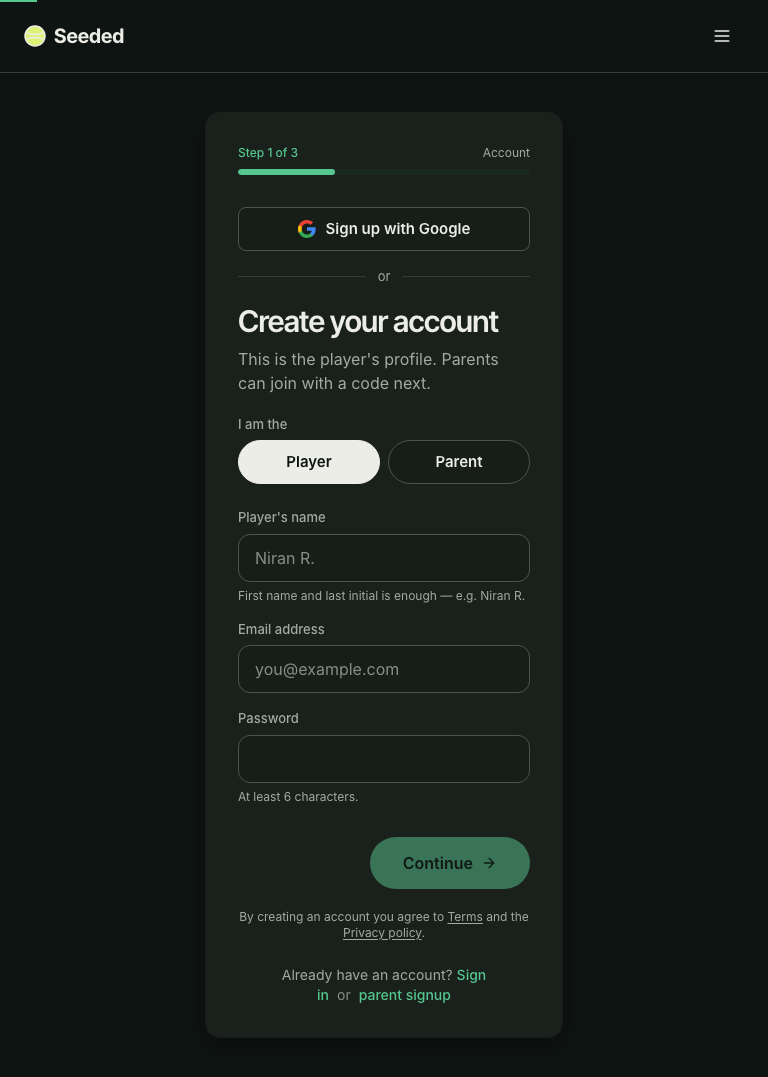 Seeded
Step 1 of 3 Account
Sign up with Google
or
Create your account
This is the player's profile. Parents
can join with a code next.
I am the
Player Parent
Player's name
Niran R.
First name and last initial is enough — e.g. Niran R.
Email address
you@example.com
Password
At least 6 characters.
Continue →
By creating an account you agree to Terms and the
Privacy policy.
Already have an account? Sign
in or parent signup